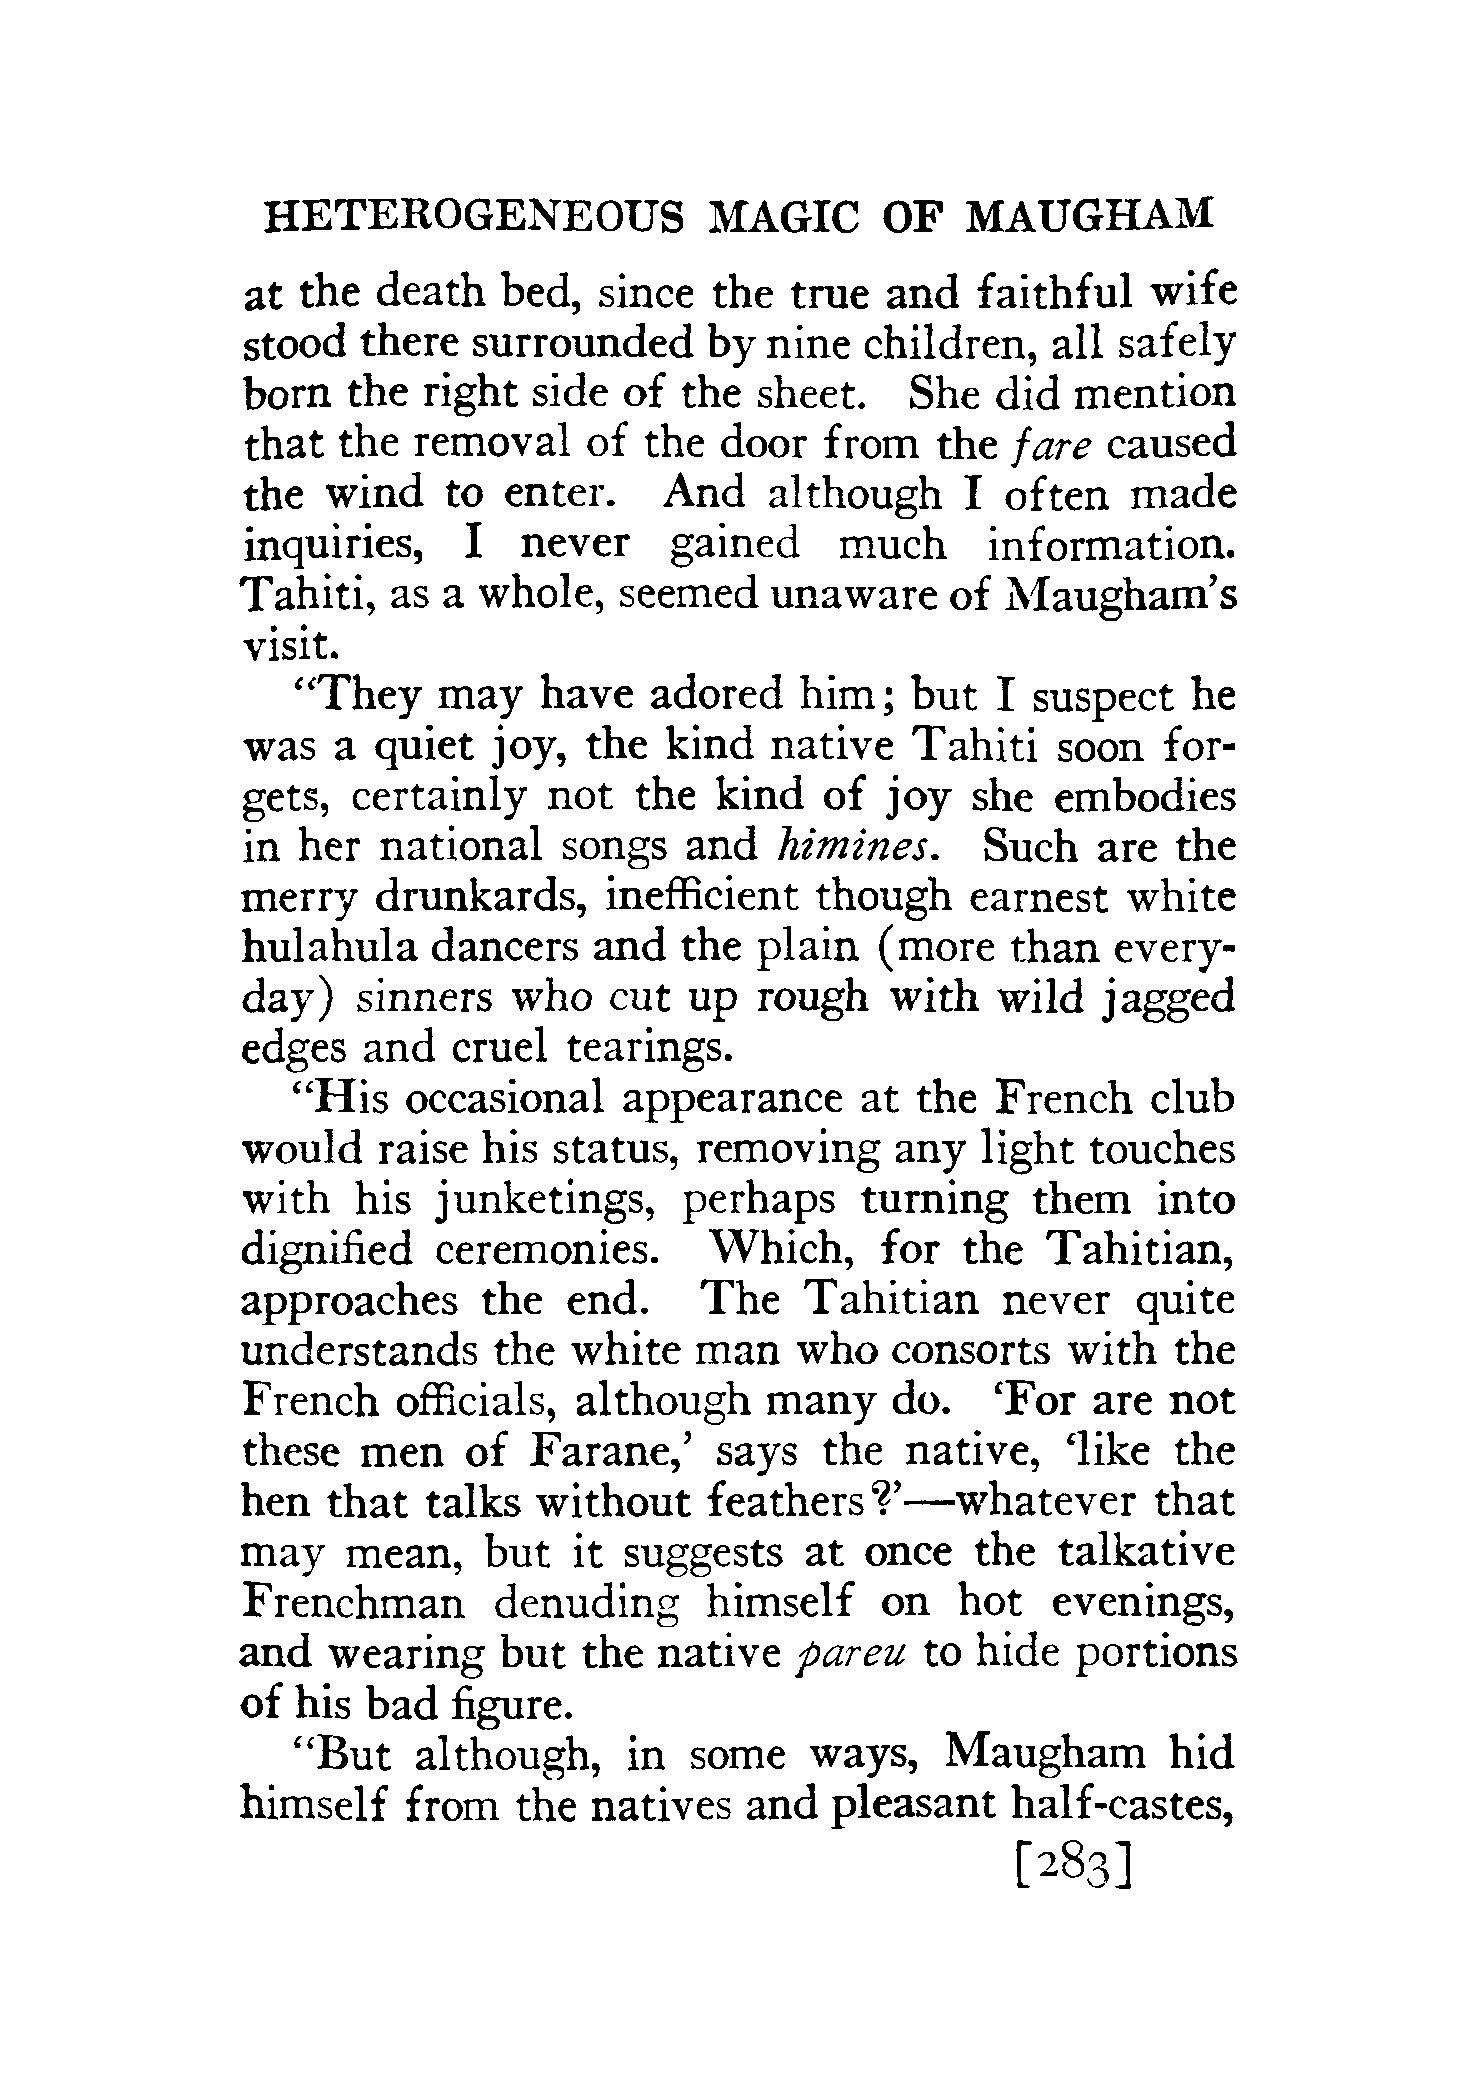 HETEROGENEOUS MAGIC OF MAUGHAM
at the death bed, since the true and faithful wife
stood there surrounded by nine children, all safely
born the right side of the sheet. She did mention
that the removal of the door from the fare caused
the wind to enter. And although I often made
inquiries, I never gained much information.
Tahiti, as a whole, seemed unaware of Maugham's
visit.
"They may have adored him; but I suspect he
was a quiet joy, the kind native Tahiti soon for-
gets, certainly not the kind of joy she embodies
in her national songs and himines. Such are the
merry drunkards, inefficient though earnest white
hulahula dancers and the plain (more than every-
day) sinners who cut up rough with wild jagged
edges and cruel tearings.
"His occasional appearance at the French club
would raise his status, removing any light touches
with his junketings, perhaps turning them into
dignified ceremonies. Which, for the Tahitian,
approaches the end. The Tahitian never quite
understands the white man who consorts with the
French officials, although many do. 'For are not
these men of Farane,' says the native, 'like the
hen that talks without feathers?'—whatever that
may mean, but it suggests at once the talkative
Frenchman denuding himself on hot evenings,
and wearing but the native pareu to hide portions
of his bad figure.
"But although, in some ways, Maugham hid
himself from the natives and pleasant half-castes,
[283]